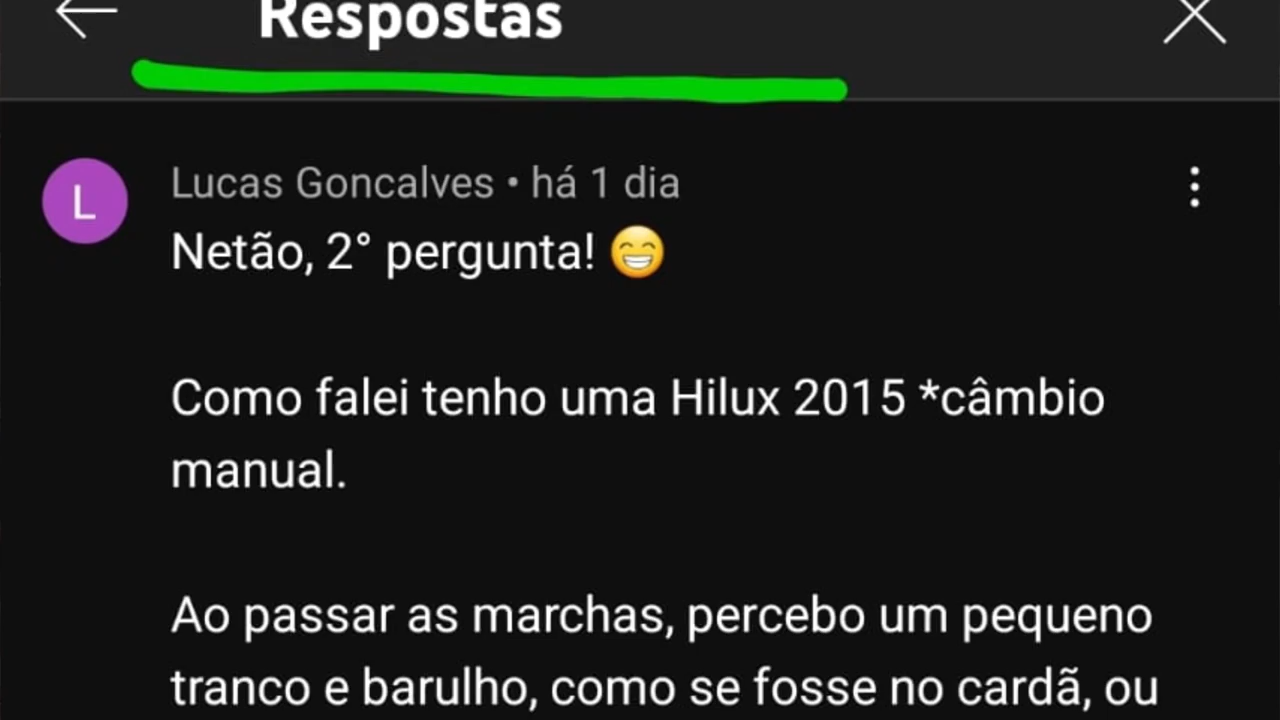 Respostas
L
Lucas Goncalves • há 1 dia
Netão, 2° pergunta! 😁
Como falei tenho uma Hilux 2015 *câmbio
manual.
Ao passar as marchas, percebo um pequeno
tranco e barulho, como se fosse no cardã, ou